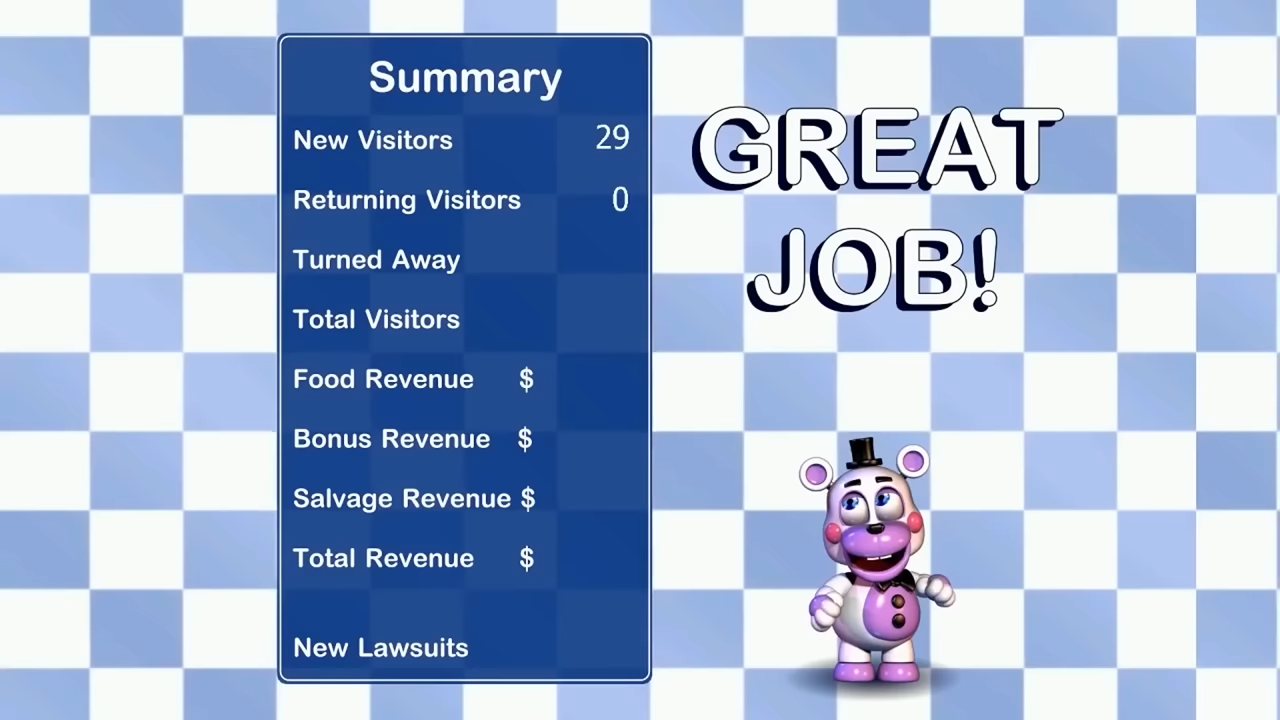 Summary
New Visitors 29
Returning Visitors 0
Turned Away
Total Visitors
Food Revenue $
Bonus Revenue $
Salvage Revenue $
Total Revenue $
New Lawsuits
GREAT
JOB!